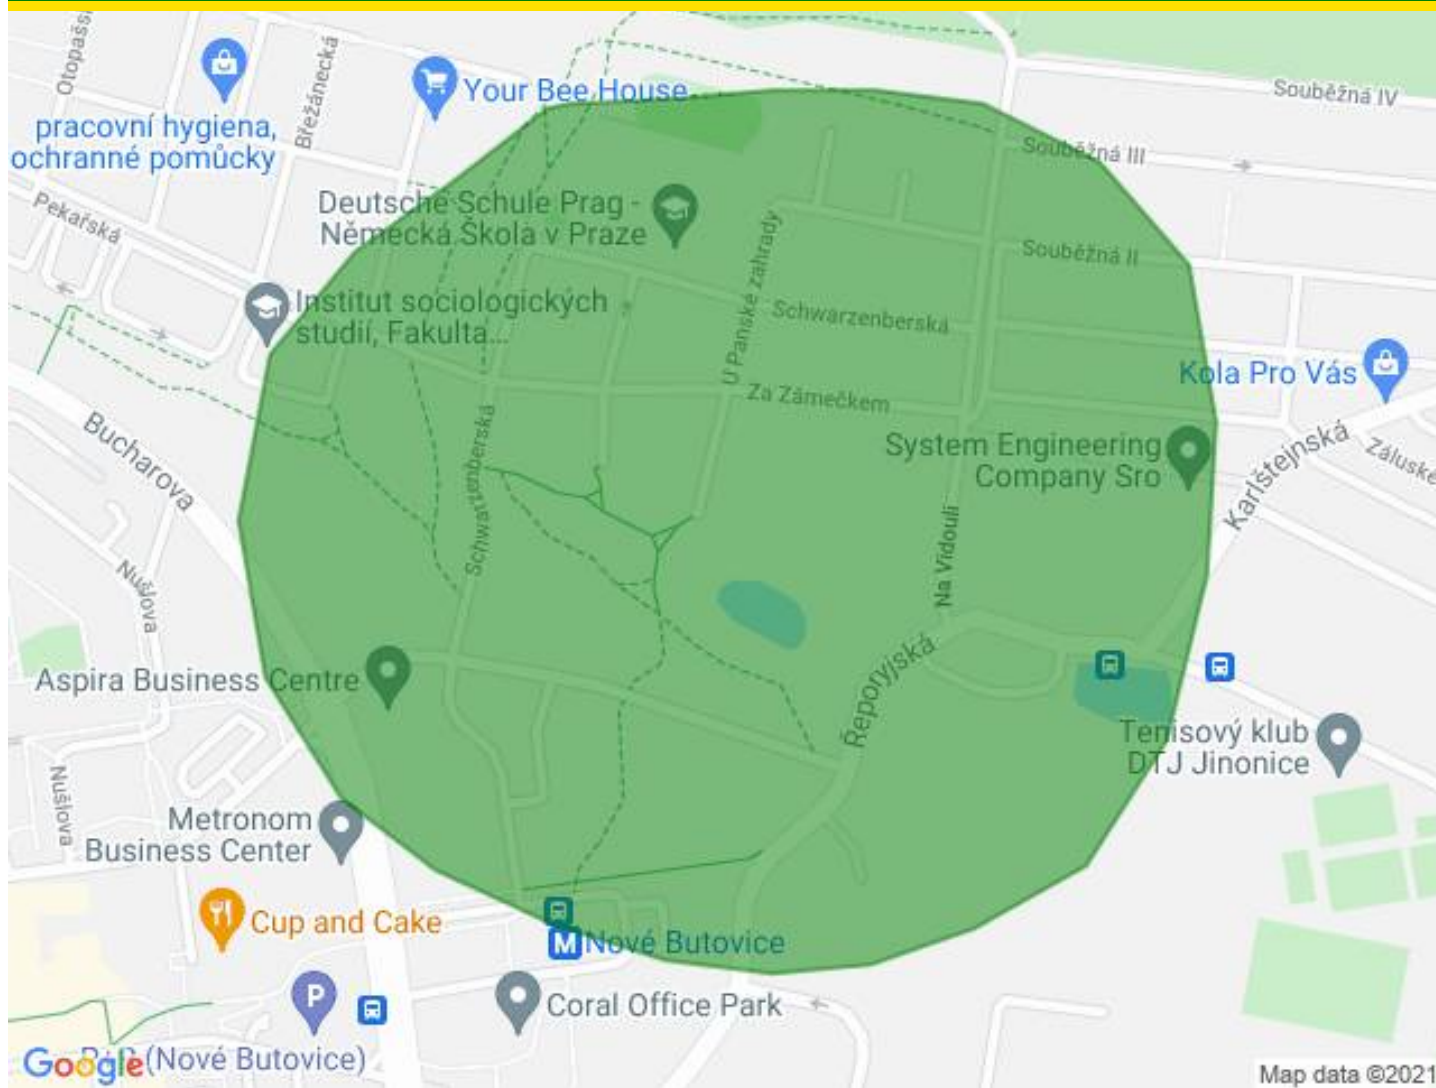 Otopašs
Břežánecká
Souběžná IV
Your Bee House
pracovní hygiena,
ochranné pomůcky
Souběžná III
Pekařská
Deutsche Schule Prag -
Německá Škola v Praze
U Panské zahrady
Souběžná II
Institut sociologických
studií, Fakulta...
Schwarzenberská
Kola Pro Vás
Za Zámečkem
Bucharova
Schwarzenberská
System Engineering
Company Sro
Karlštejnská
Záluské
Na Vidouli
Nušlova
Řeporyjská
Aspira Business Centre
Tenisový klub
DTJ Jinonice
Nušlova
Metronom
Business Center
Cup and Cake
M Nové Butovice
P
Coral Office Park
Google
(Nové Butovice)
Map data ©2021